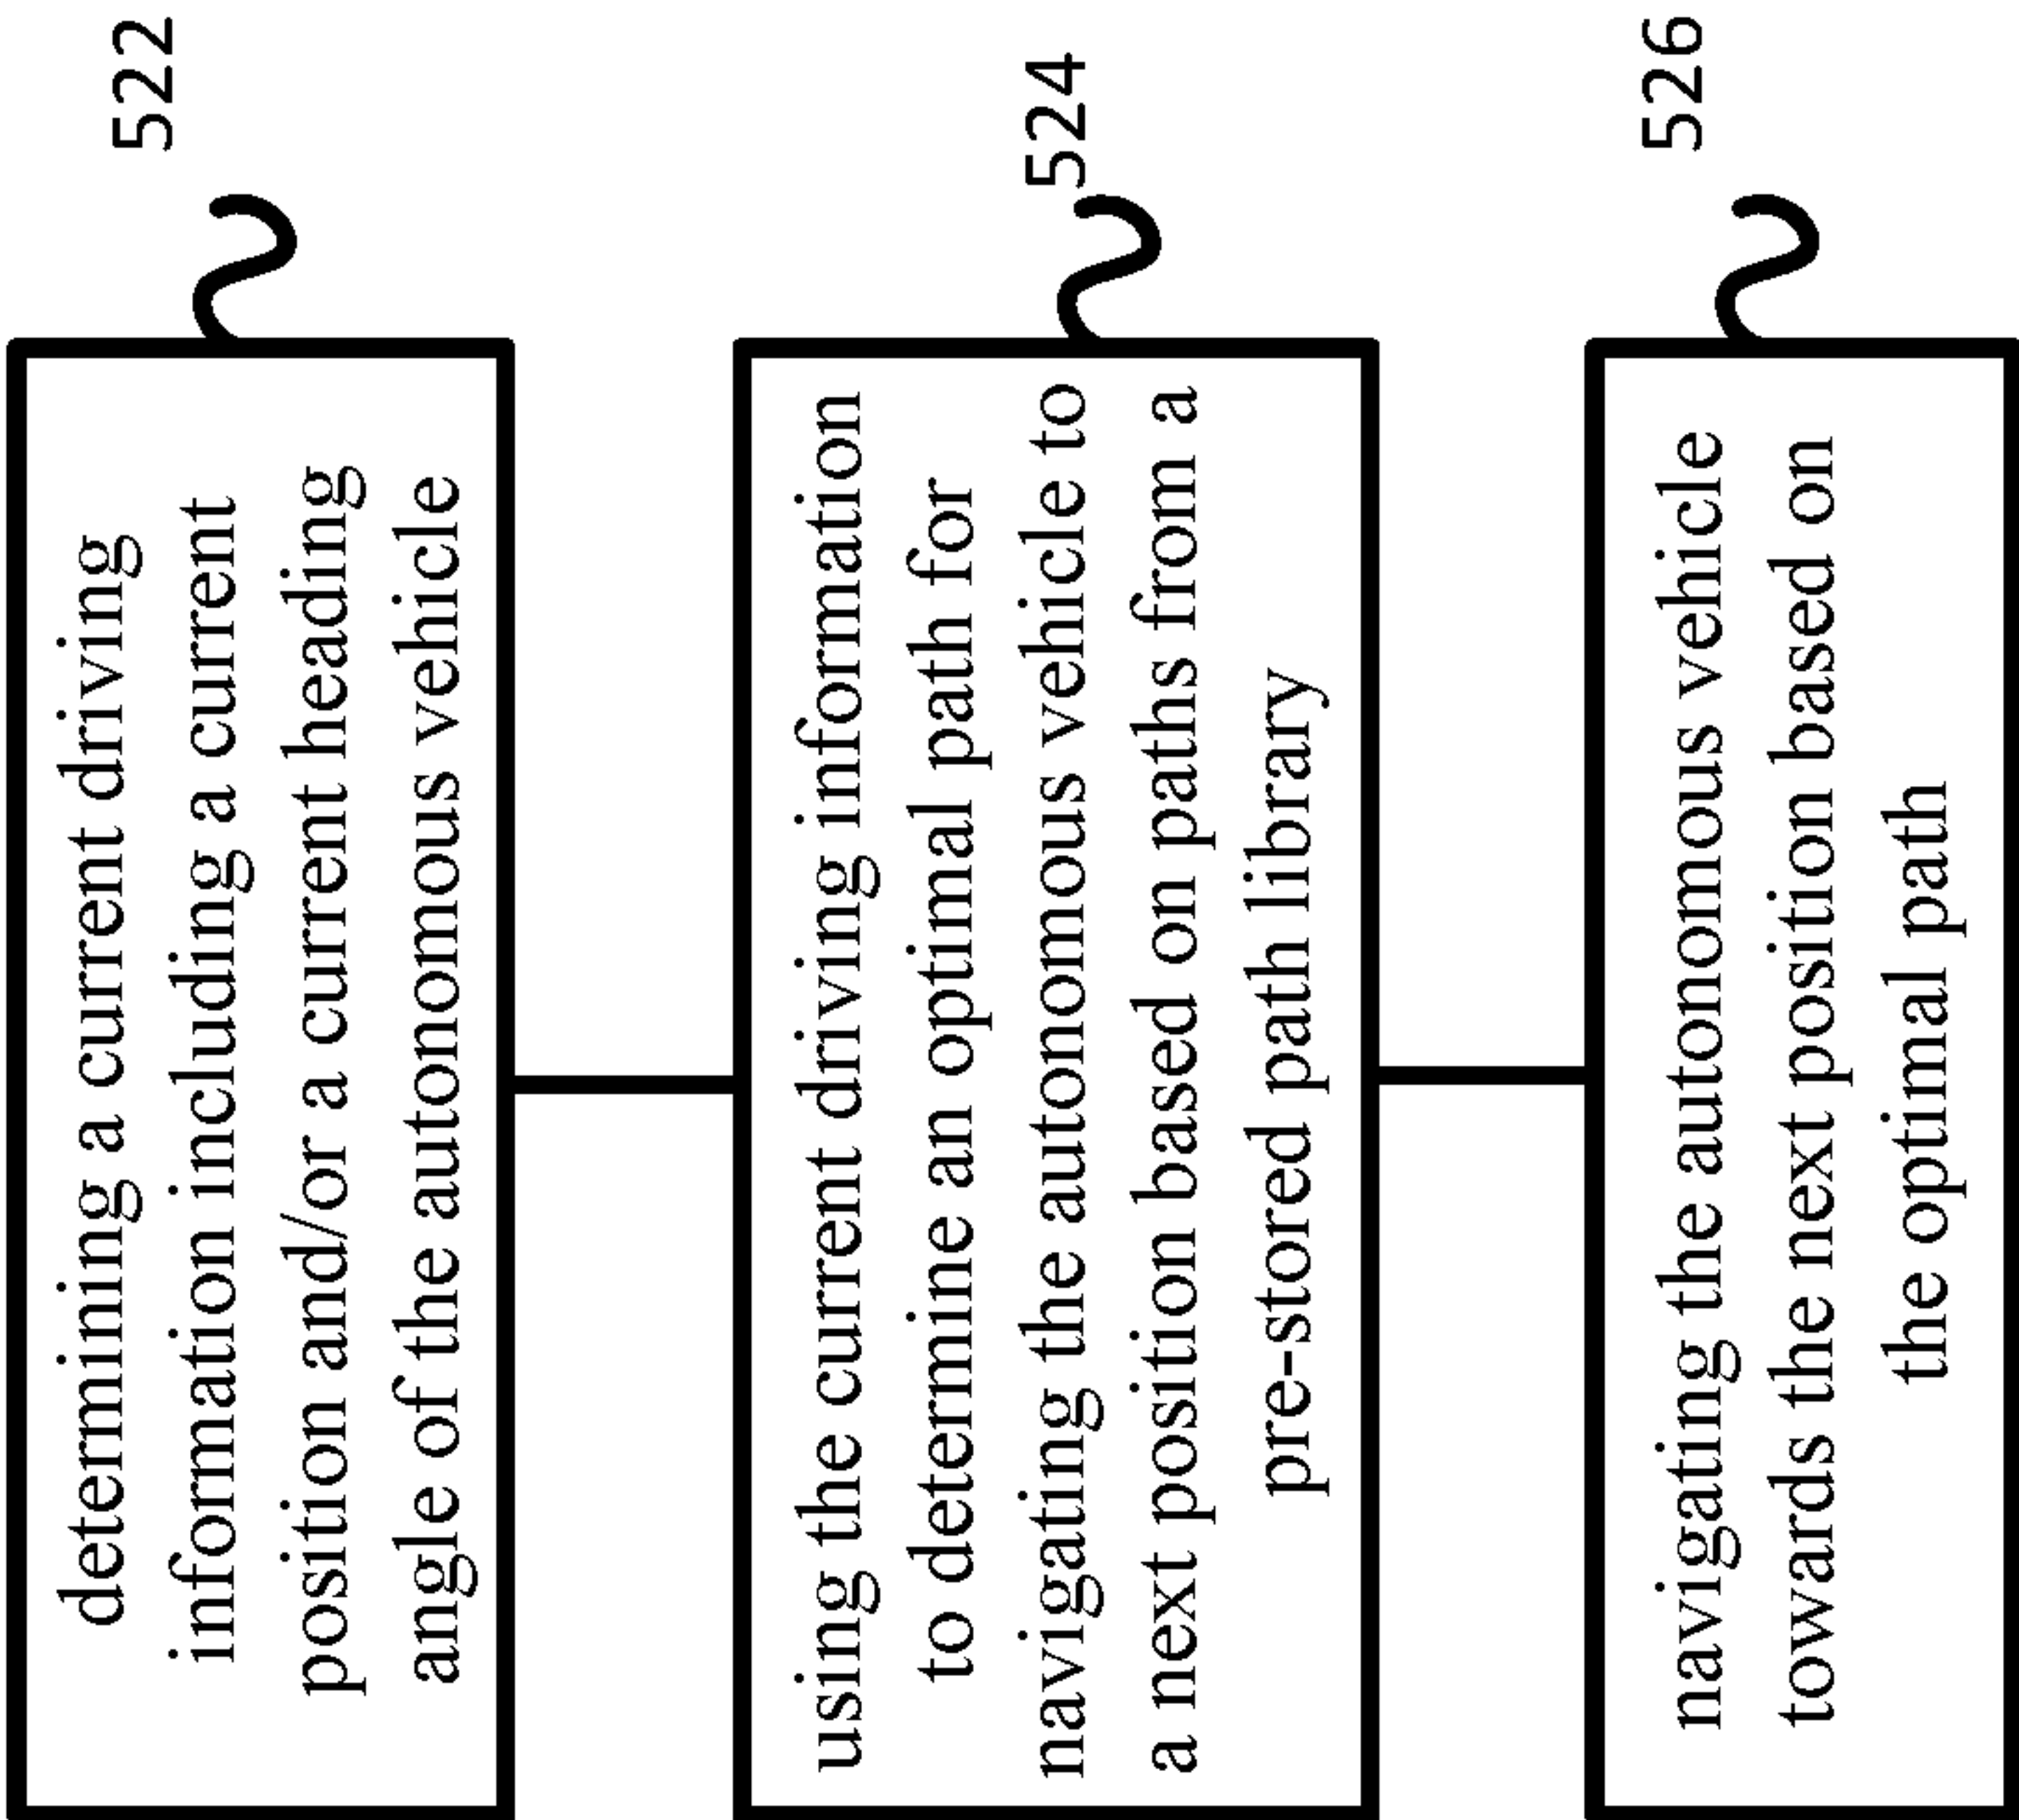 determining a current driving
information including a current
position and/or a current heading
angle of the autonomous vehicle
522
using the current driving information
to determine an optimal path for
navigating the autonomous vehicle to
a next position based on paths from a
pre-stored path library
524
navigating the autonomous vehicle
towards the next position based on
the optimal path
526